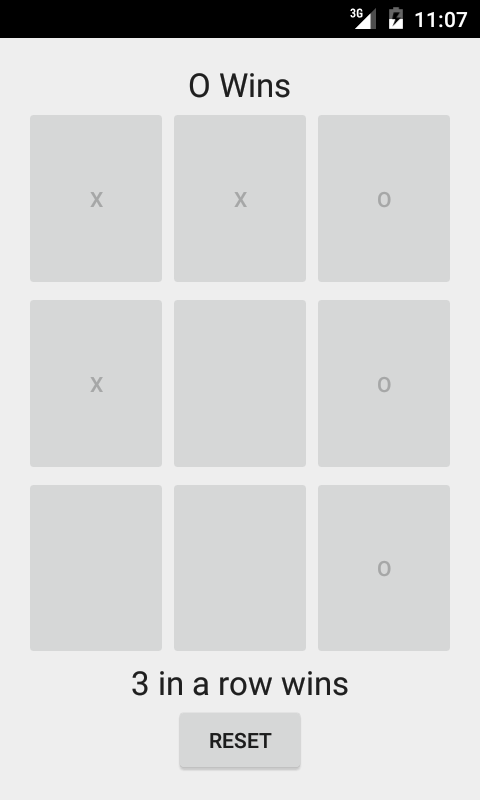 3G 11:07
O Wins
X X O
X O
O
3 in a row wins
RESET